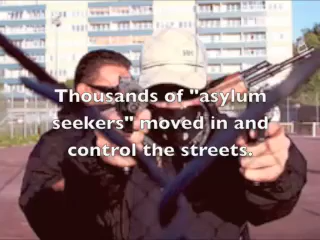 Thousands of "asylum
seekers" moved in and
control the streets.